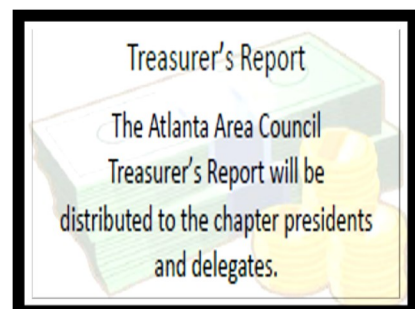 Treasurer's Report
The Atlanta Area Council
Treasurer's Report will be
distributed to the chapter presidents
and delegates.